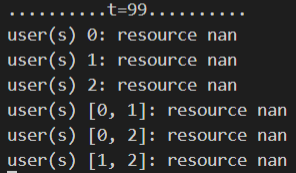 ..........t=99..........
user(s) 0: resource nan
user(s) 1: resource nan
user(s) 2: resource nan
user(s) [0, 1]: resource nan
user(s) [0, 2]: resource nan
user(s) [1, 2]: resource nan